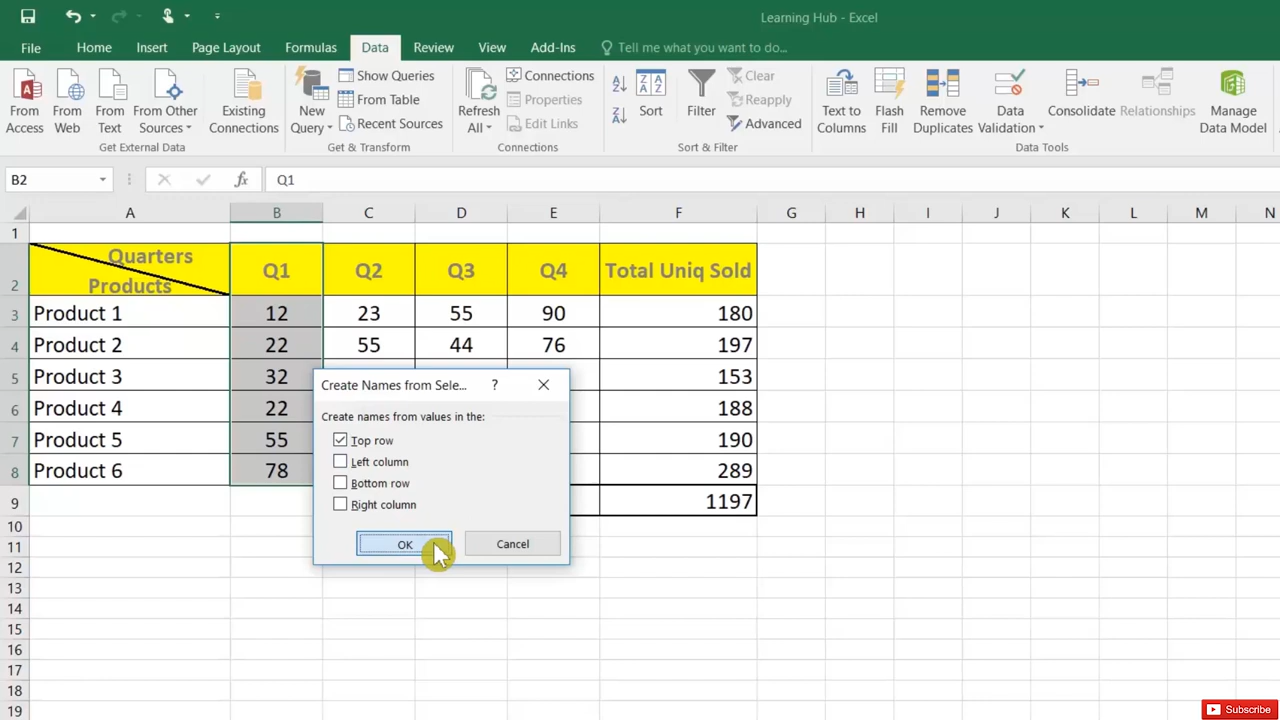 Learning Hub - Excel
File Home Insert Page Layout Formulas Data Review View Add-Ins Tell me what you want to do...
From Access
From Web
From Text
From Other Sources
Existing Connections
Get External Data
New Query
Show Queries
From Table
Recent Sources
Get & Transform
Refresh All
Connections
Properties
Edit Links
Connections
Sort
Filter
Clear
Reapply
Advanced
Sort & Filter
Text to Columns
Flash Fill
Remove Duplicates
Data Validation
Consolidate
Relationships
Manage Data Model
Data Tools
B2 fx Q1
A B C D E F G H I J K L M N
1
2 Quarters Products Q1 Q2 Q3 Q4 Total Uniq Sold
3 Product 1 12 23 55 90 180
4 Product 2 22 55 44 76 197
5 Product 3 32 153
6 Product 4 22 188
7 Product 5 55 190
8 Product 6 78 289
9 1197
10
11
12
13
14
15
16
17
18
19
Create Names from Sele... ?
Create names from values in the:
Top row
Left column
Bottom row
Right column
OK Cancel
Subscribe